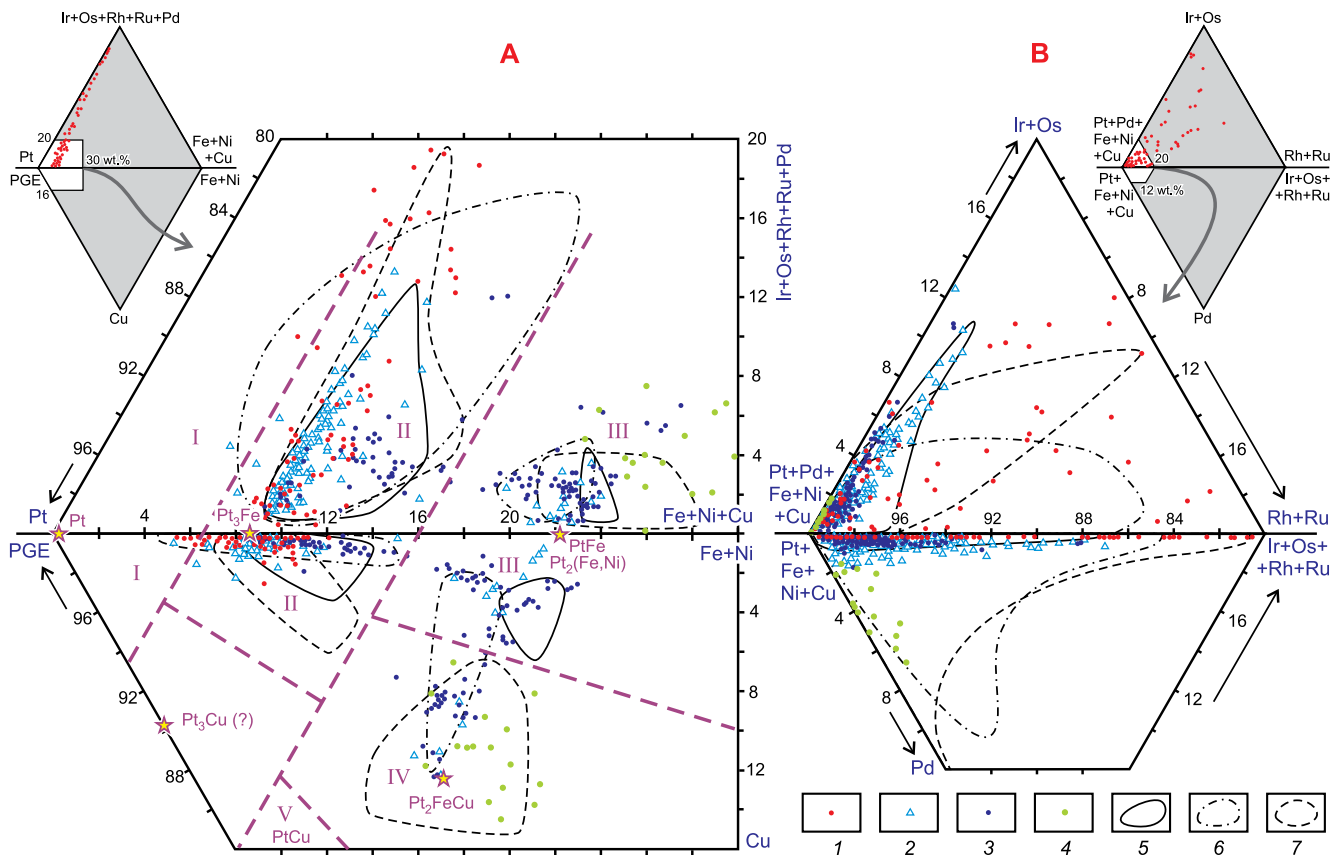 Ir+Os+Rh+Ru+Pd
20
Pt
PGE
16
30 wt.%
Fe+Ni
+Cu
Fe+Ni
Cu
A
80
84
88
92
96
Pt
PGE
96
92
88
20
16
12
8
4
4
8
12
Ir+Os+Rh+Ru+Pd
4
12
16
20
Fe+Ni+Cu
Fe+Ni
Cu
I
II
III
I
II
III
IV
V
PtCu
Pt
Pt3Fe
PtFe
Pt2(Fe,Ni)
Pt3Cu (?)
Pt2FeCu
B
Ir+Os
Pt+Pd+
Fe+Ni
+Cu
Pt+
Fe+Ni
+Cu
20
12 wt.%
Rh+Ru
Ir+Os+
+Rh+Ru
Pd
Ir+Os
16
12
8
4
8
12
16
Pt+Pd+
Fe+Ni
+Cu
Pt+
Fe+
Ni+Cu
96
92
88
84
Rh+Ru
Ir+Os+
+Rh+Ru
4
8
16
12
Pd
1
2
3
4
5
6
7